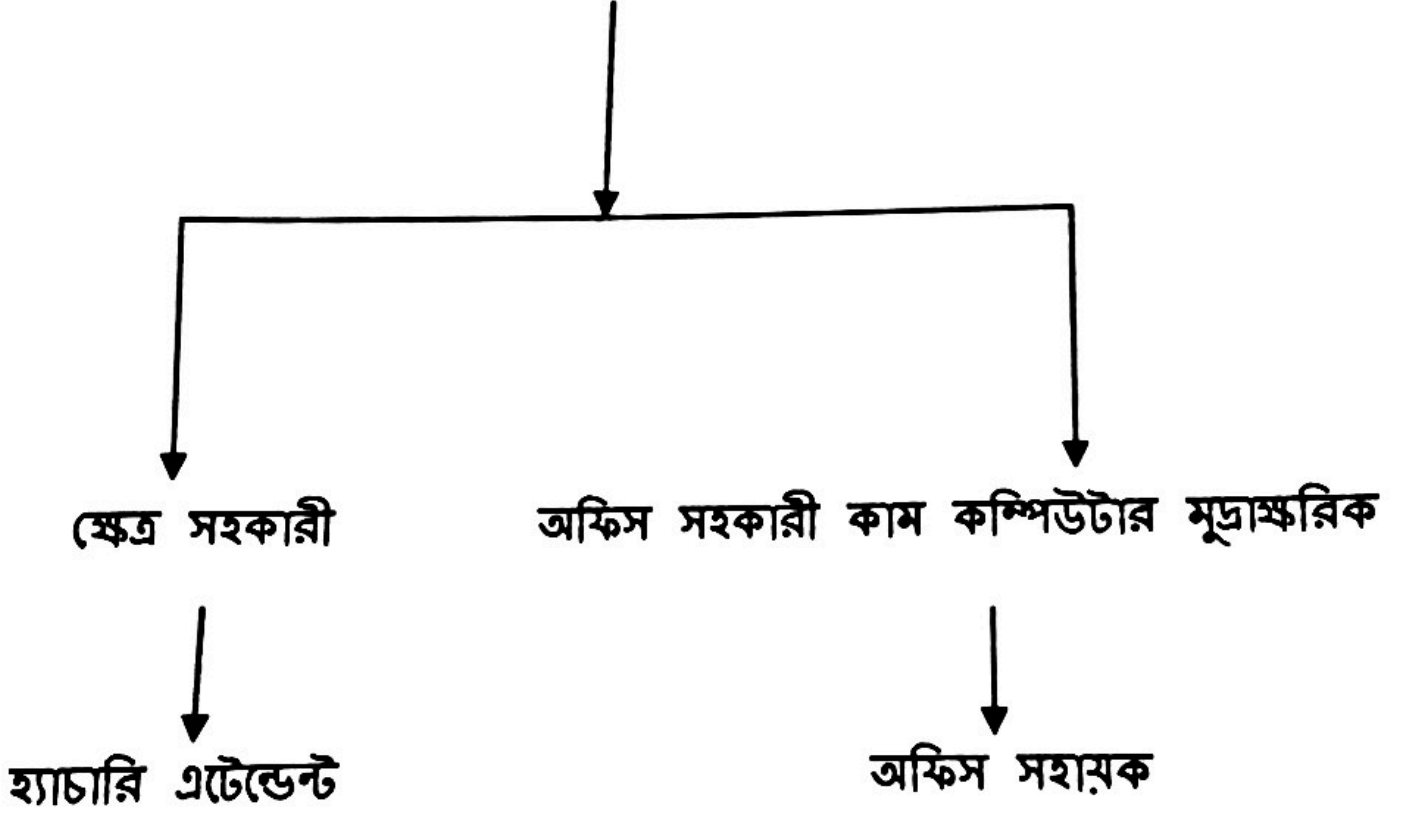 ক্ষেত্র সহকারী
অফিস সহকারী কাম কম্পিউটার মুদ্রাক্ষরিক
হ্যাচারি এটেন্ডেন্ট
অফিস সহায়ক